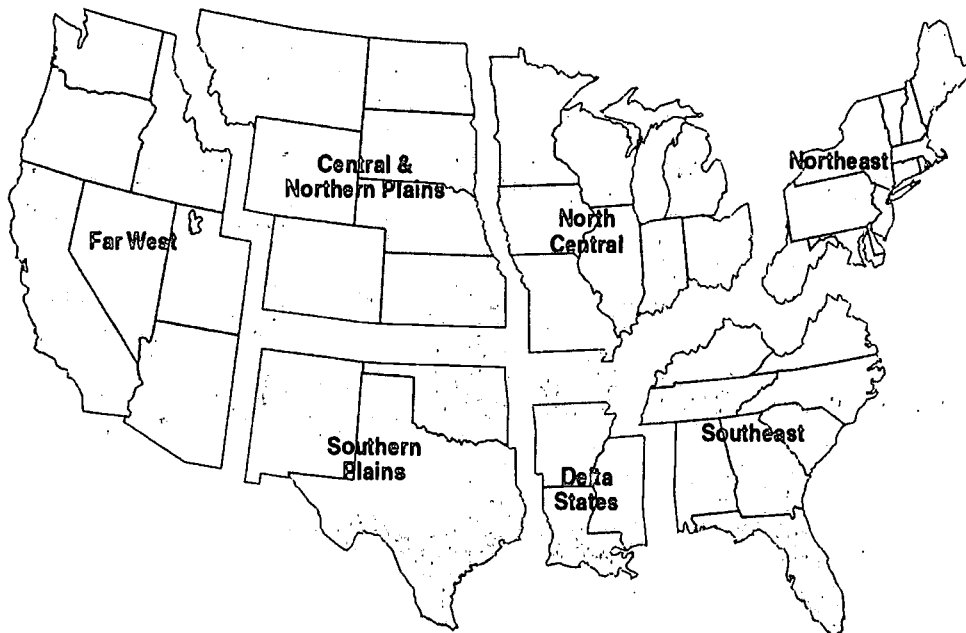 Northeast
Central &
Northern Plains
North
Central
Far West
Southeast
Southern
Plains
Delta
States